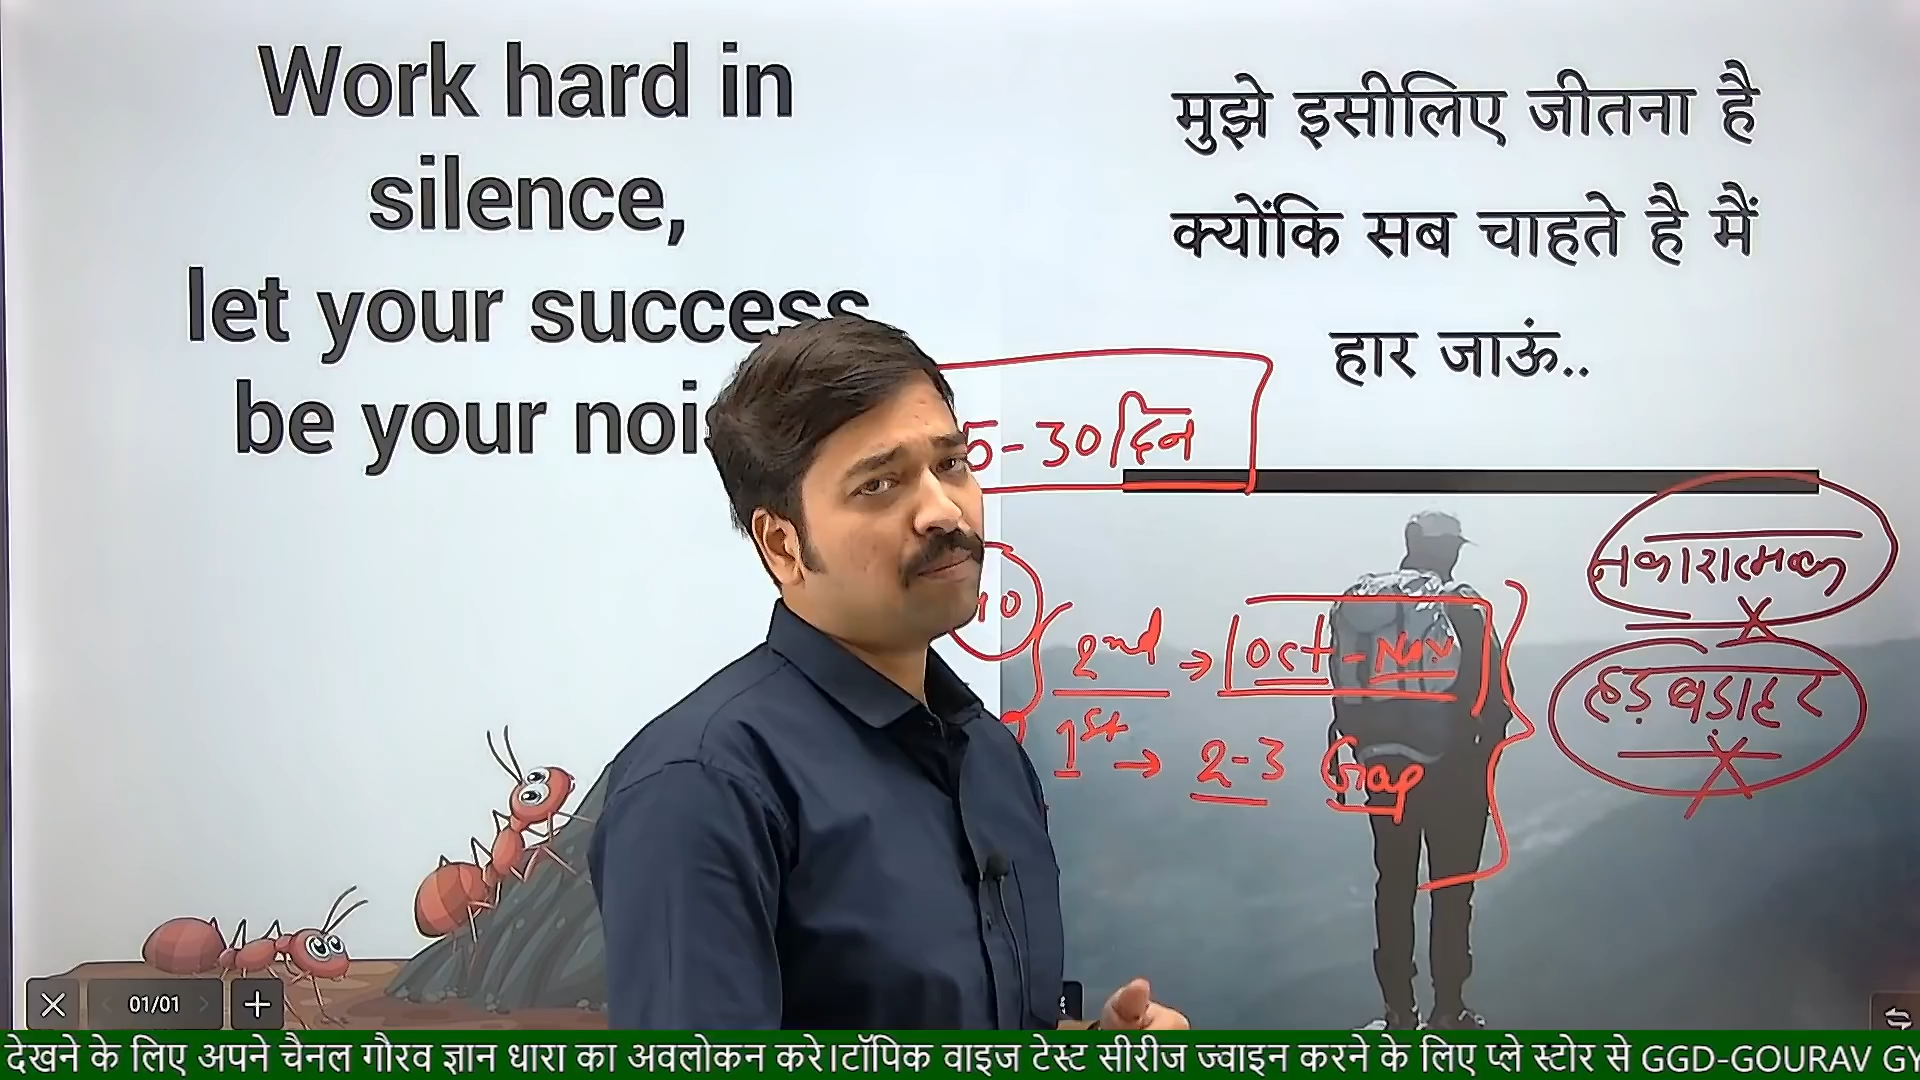 Work hard in
silence,
let your success
be your nois
मुझे इसीलिए जीतना है
क्योंकि सब चाहते है मैं
हार जाऊं..
5-30 दिन
10
2nd → Oct - Nov
1st → 2-3 Gap
नकारात्मक
हड़बड़ाहट
01/01
देखने के लिए अपने चैनल गौरव ज्ञान धारा का अवलोकन करे।टॉपिक वाइज टेस्ट सीरीज ज्वाइन करने के लिए प्ले स्टोर से GGD-GOURAV GY